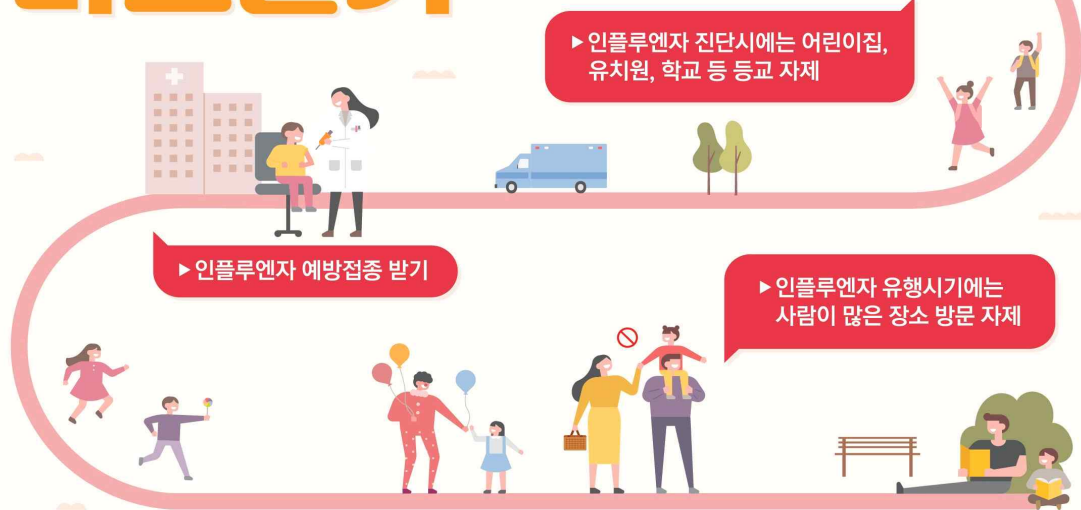 ▶인플루엔자 진단시에는 어린이집,
유치원, 학교 등 등교 자제
▶인플루엔자 예방접종 받기
▶인플루엔자 유행시기에는
사람이 많은 장소 방문 자제